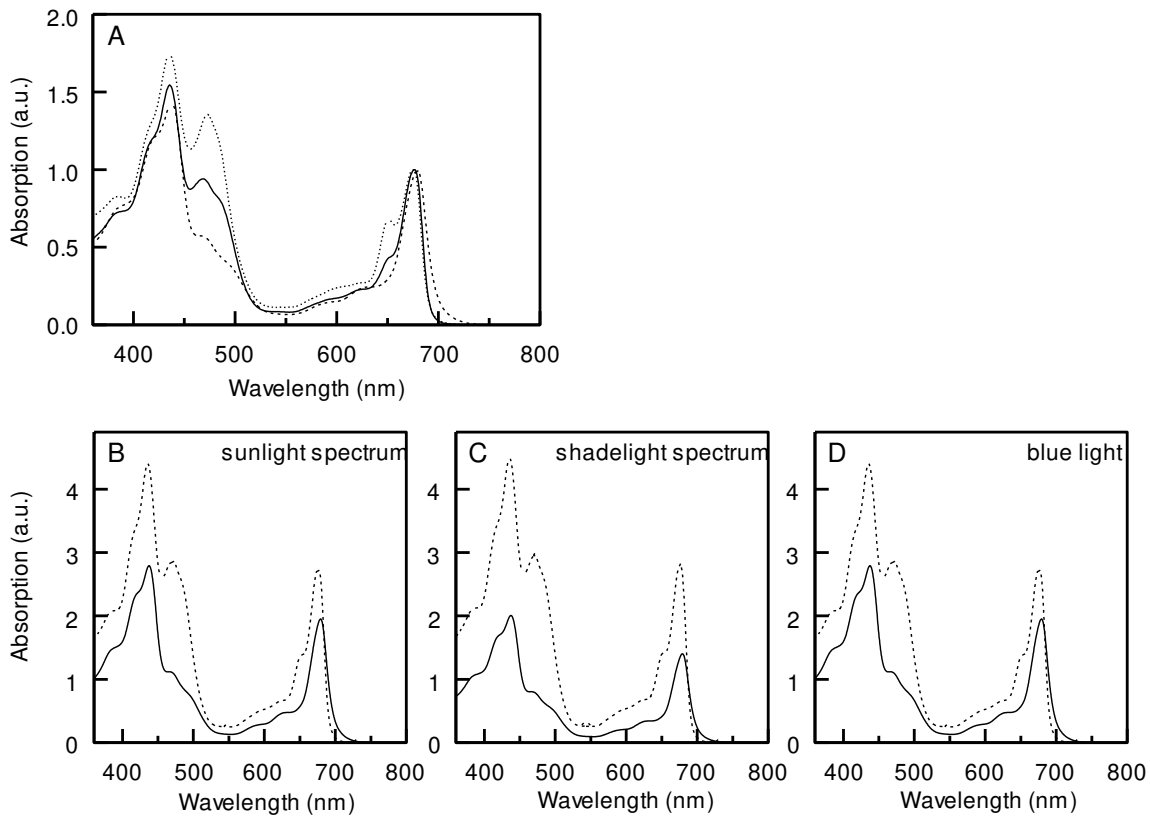 A
2.0
1.5
1.0
0.5
0.0
Absorption (a.u.)
400 500 600 700 800
Wavelength (nm)
B sunlight spectrum
4
3
2
1
0
Absorption (a.u.)
400 500 600 700 800
Wavelength (nm)
C shadelight spectrum
4
3
2
1
0
400 500 600 700 800
Wavelength (nm)
D blue light
4
3
2
1
0
400 500 600 700 800
Wavelength (nm)